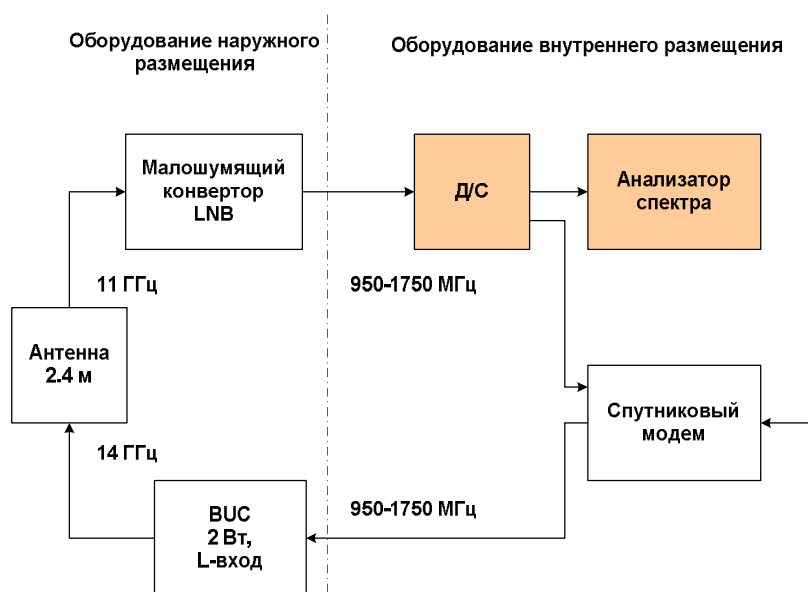 Оборудование наружного
размещения
Оборудование внутреннего размещения
Малошумящий
конвертор
LNB
Д/С
Анализатор
спектра
11 ГГц
950-1750 МГц
Антенна
2.4 м
Спутниковый
модем
14 ГГц
950-1750 МГц
BUC
2 Вт,
L-вход